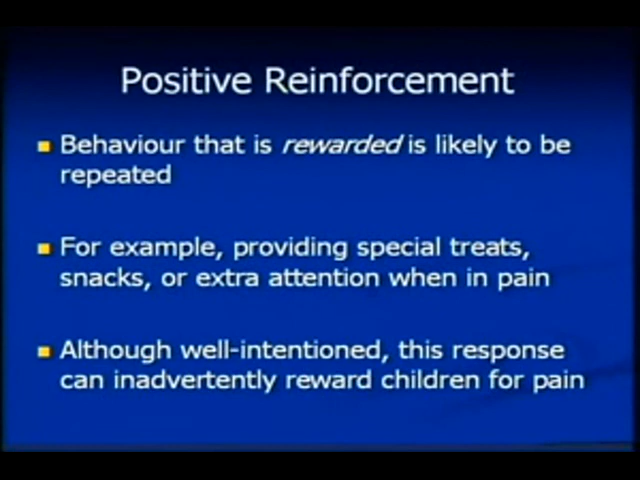 Positive Reinforcement
Behaviour that is rewarded is likely to be
repeated
For example, providing special treats,
snacks, or extra attention when in pain
Although well-intentioned, this response
can inadvertently reward children for pain